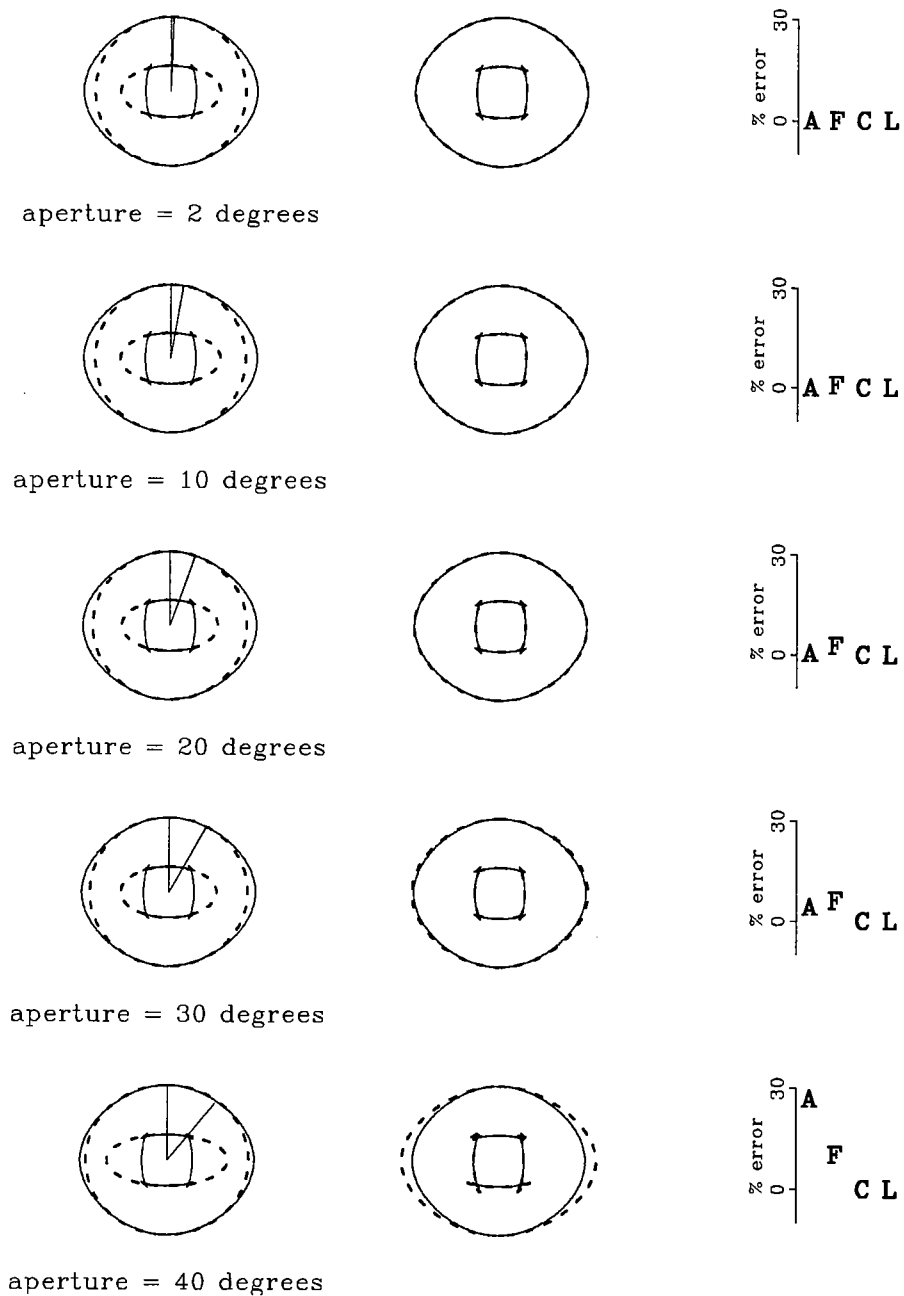 30
% error
0
A F C L
aperture = 2 degrees
30
% error
0
A F C L
aperture = 10 degrees
30
% error
0
A F C L
aperture = 20 degrees
30
% error
0
A F C L
aperture = 30 degrees
30
% error
0
A
F
C L
aperture = 40 degrees